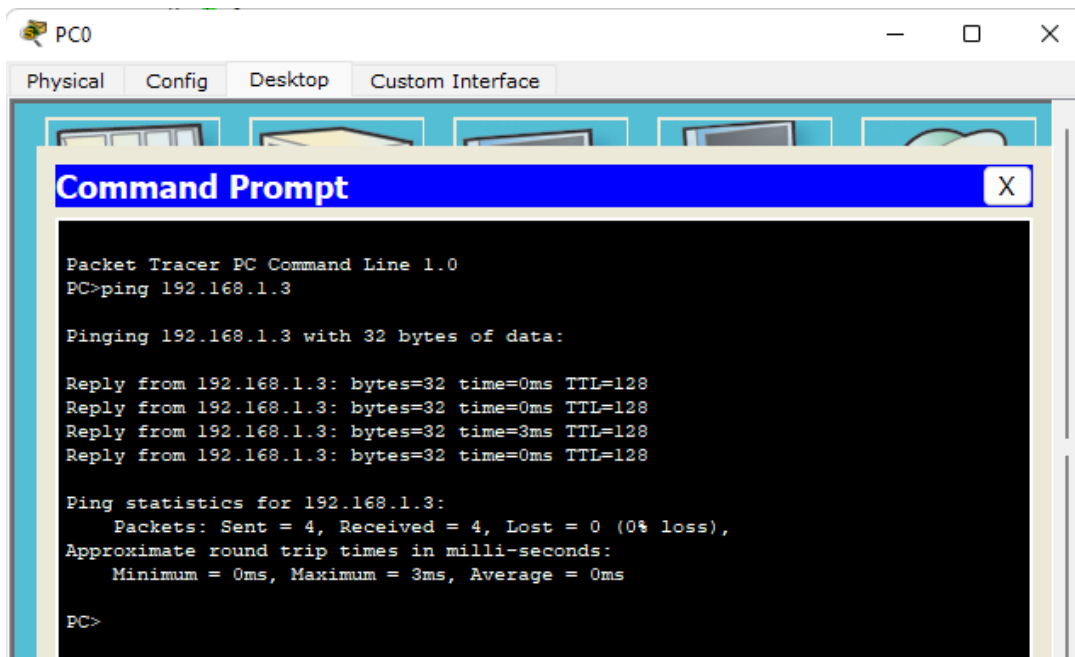 PC0
Physical Config Desktop Custom Interface
Command Prompt X
Packet Tracer PC Command Line 1.0
PC>ping 192.168.1.3
Pinging 192.168.1.3 with 32 bytes of data:
Reply from 192.168.1.3: bytes=32 time=0ms TTL=128
Reply from 192.168.1.3: bytes=32 time=0ms TTL=128
Reply from 192.168.1.3: bytes=32 time=3ms TTL=128
Reply from 192.168.1.3: bytes=32 time=0ms TTL=128
Ping statistics for 192.168.1.3:
Packets: Sent = 4, Received = 4, Lost = 0 (0% loss),
Approximate round trip times in milli-seconds:
Minimum = 0ms, Maximum = 3ms, Average = 0ms
PC>